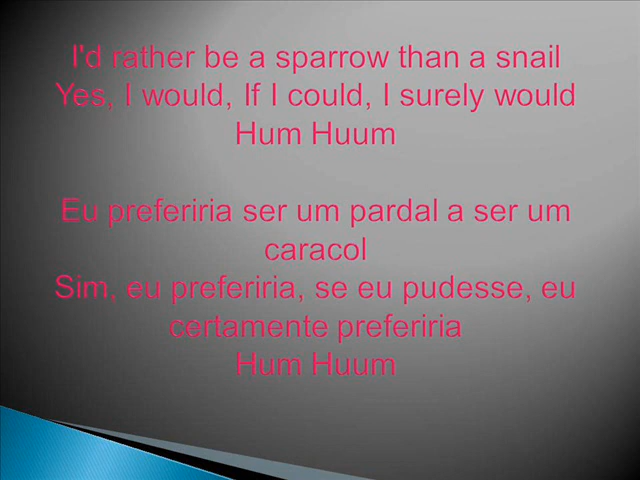 I'd rather be a sparrow than a snail
Yes, I would, If I could, I surely would
Hum Huum
Eu preferiria ser um pardal a ser um
caracol
Sim, eu preferiria, se eu pudesse, eu
certamente preferiria
Hum Huum